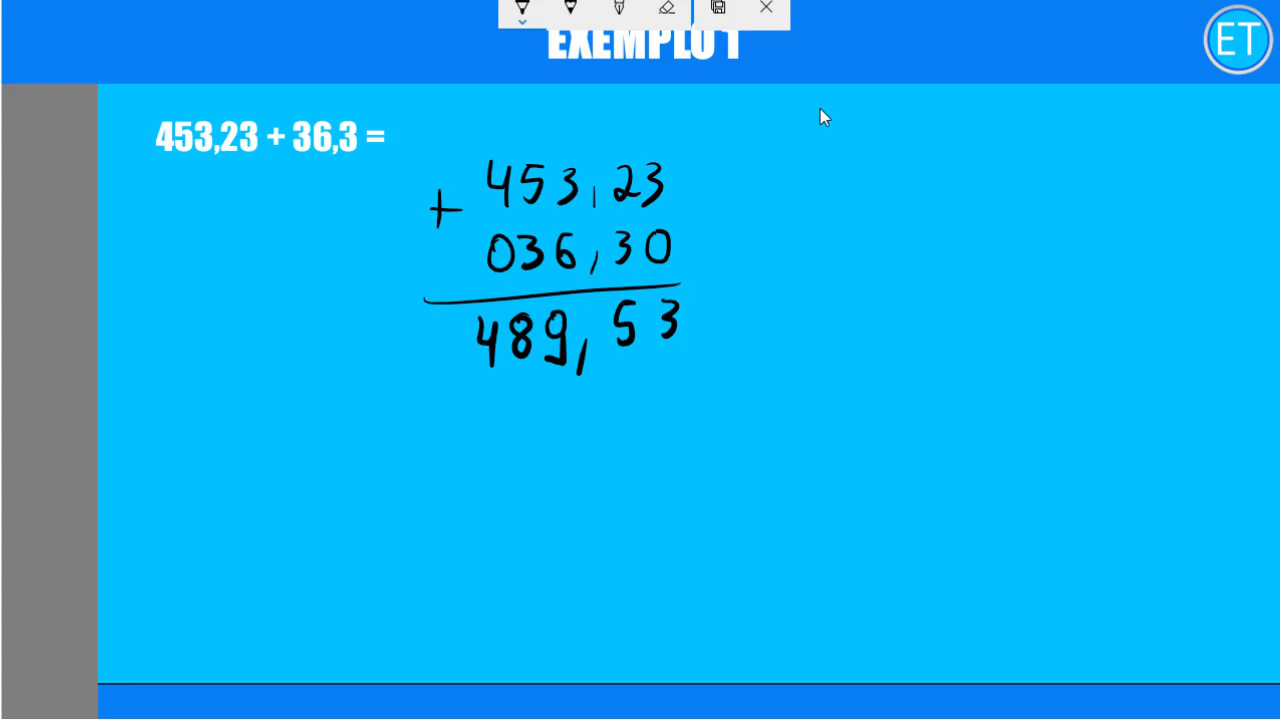 EXEMPLO 1
ET
453,23 + 36,3 =
453,23
+
036,30
489,53